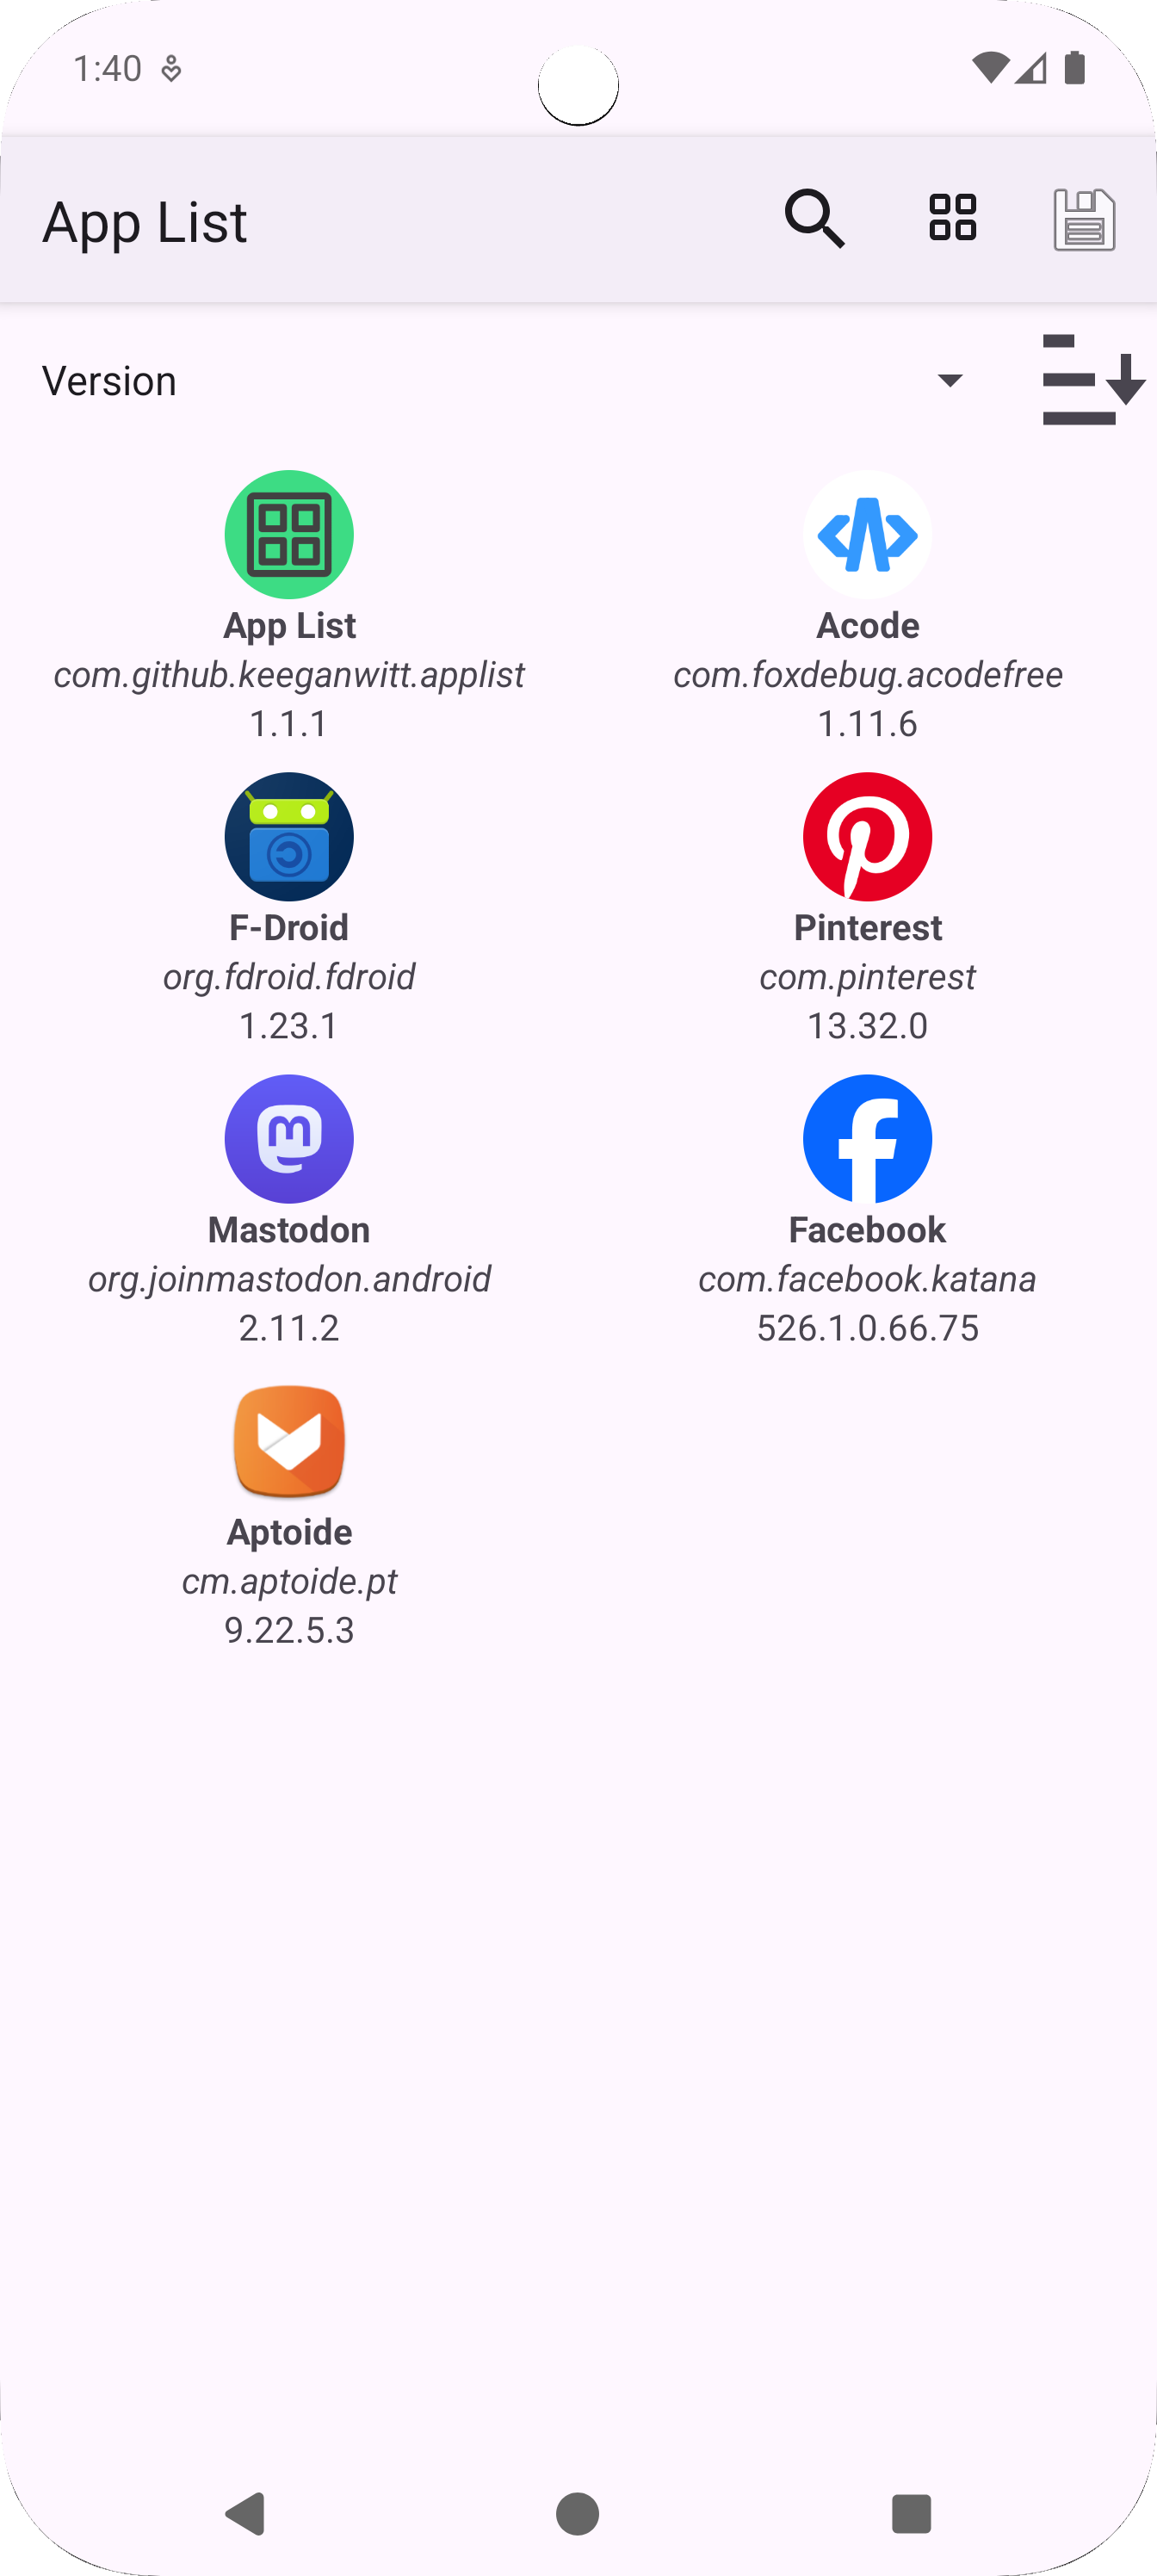 1:40
App List
Version
App List
com.github.keeganwitt.applist
1.1.1
Acode
com.foxdebug.acodefree
1.11.6
F-Droid
org.fdroid.fdroid
1.23.1
Pinterest
com.pinterest
13.32.0
Mastodon
org.joinmastodon.android
2.11.2
Facebook
com.facebook.katana
526.1.0.66.75
Aptoide
cm.aptoide.pt
9.22.5.3